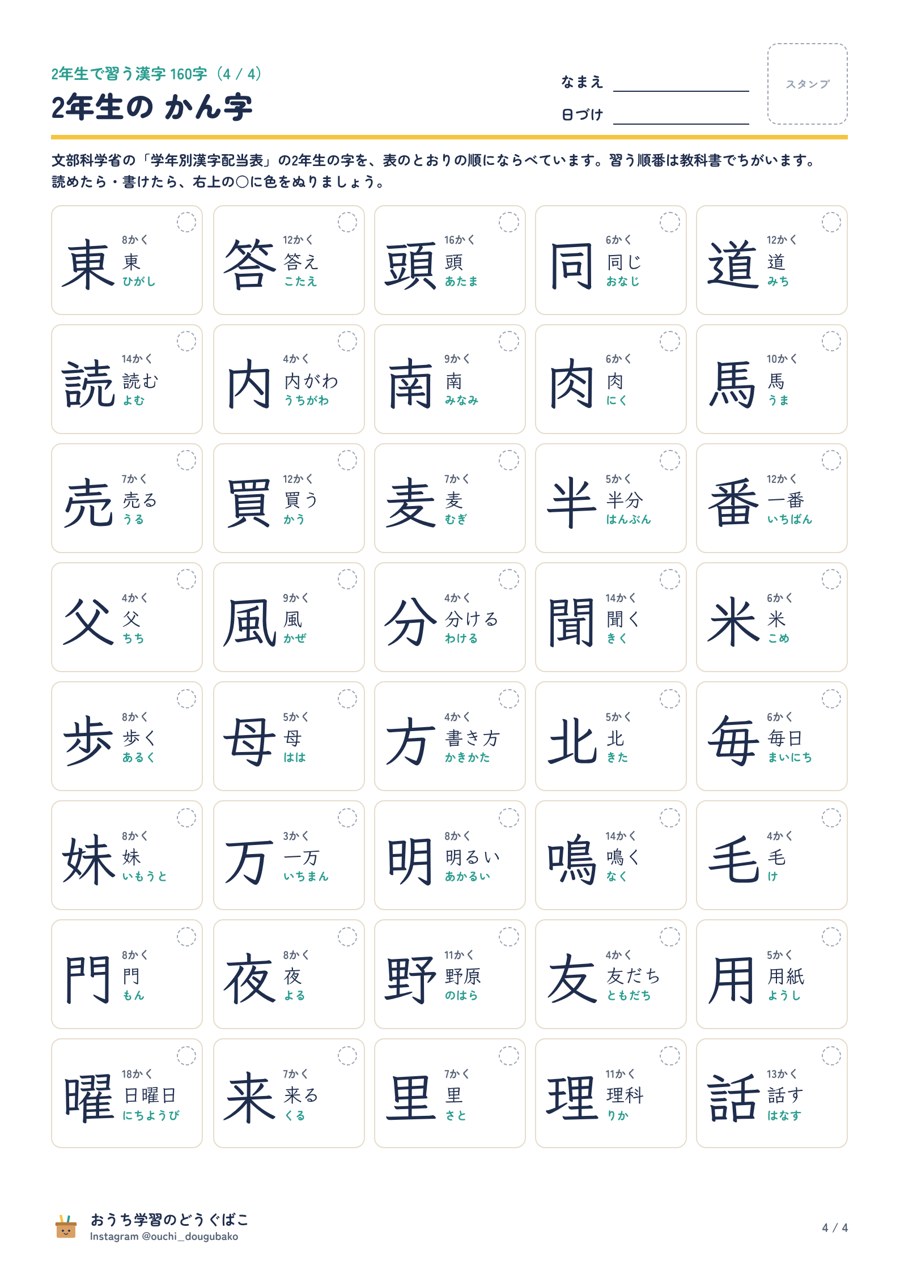 2年生で習う漢字 160字（4 / 4）
2年生の かん字
なまえ
日づけ
スタンプ
文部科学省の「学年別漢字配当表」の2年生の字を、表のとおりの順にならべています。習う順番は教科書でちがいます。
読めたら・書けたら、右上の○に色をぬりましょう。
東 8かく 東 ひがし
答 12かく 答え こたえ
頭 16かく 頭 あたま
同 6かく 同じ おなじ
道 12かく 道 みち
読 14かく 読む よむ
内 4かく 内がわ うちがわ
南 9かく 南 みなみ
肉 6かく 肉 にく
馬 10かく 馬 うま
売 7かく 売る うる
買 12かく 買う かう
麦 7かく 麦 むぎ
半 5かく 半分 はんぶん
番 12かく 一番 いちばん
父 4かく 父 ちち
風 9かく 風 かぜ
分 4かく 分ける わける
聞 14かく 聞く きく
米 6かく 米 こめ
歩 8かく 歩く あるく
母 5かく 母 はは
方 4かく 書き方 かきかた
北 5かく 北 きた
毎 6かく 毎日 まいにち
妹 8かく 妹 いもうと
万 3かく 一万 いちまん
明 8かく 明るい あかるい
鳴 14かく 鳴く なく
毛 4かく 毛 け
門 8かく 門 もん
夜 8かく 夜 よる
野 11かく 野原 のはら
友 4かく 友だち ともだち
用 5かく 用紙 ようし
曜 18かく 日曜日 にちようび
来 7かく 来る くる
里 7かく 里 さと
理 11かく 理科 りか
話 13かく 話す はなす
おうち学習のどうぐばこ
Instagram @ouchi_dougubako
4 / 4